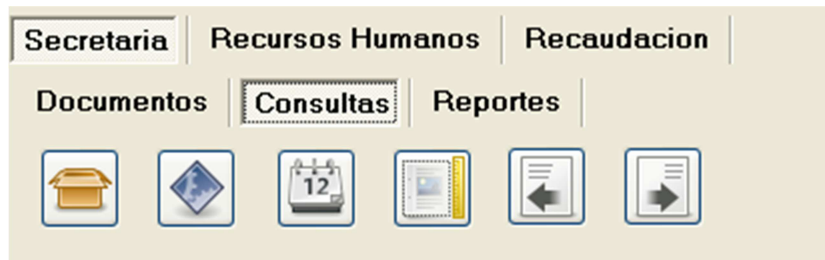 Secretaria Recursos Humanos Recaudacion
Documentos Consultas Reportes
12